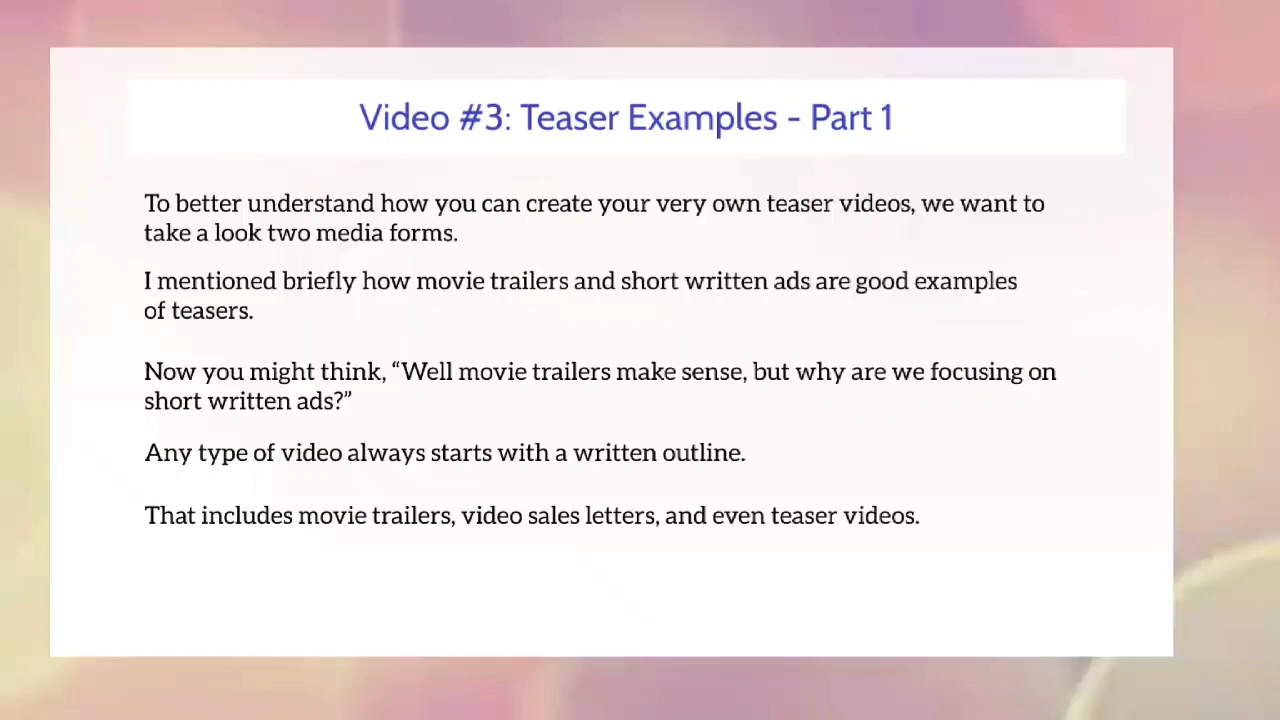 Video #3: Teaser Examples - Part 1
To better understand how you can create your very own teaser videos, we want to
take a look two media forms.
I mentioned briefly how movie trailers and short written ads are good examples
of teasers.
Now you might think, “Well movie trailers make sense, but why are we focusing on
short written ads?”
Any type of video always starts with a written outline.
That includes movie trailers, video sales letters, and even teaser videos.